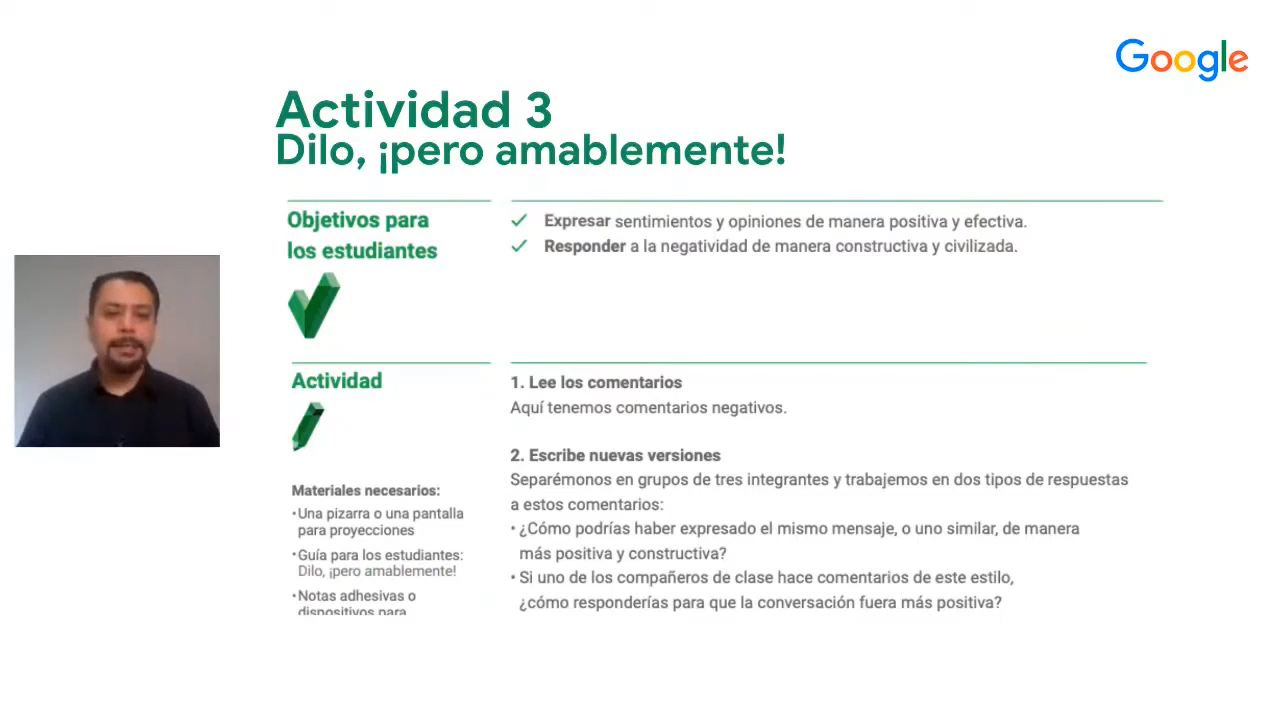 Google
Actividad 3
Dilo, ¡pero amablemente!
Objetivos para
los estudiantes
Expresar sentimientos y opiniones de manera positiva y efectiva.
Responder a la negatividad de manera constructiva y civilizada.
Actividad
Materiales necesarios:
•Una pizarra o una pantalla
para proyecciones
•Guía para los estudiantes:
Dilo, ¡pero amablemente!
•Notas adhesivas o
dispositivos para
1. Lee los comentarios
Aquí tenemos comentarios negativos.
2. Escribe nuevas versiones
Separémonos en grupos de tres integrantes y trabajemos en dos tipos de respuestas
a estos comentarios:
• ¿Cómo podrías haber expresado el mismo mensaje, o uno similar, de manera
más positiva y constructiva?
• Si uno de los compañeros de clase hace comentarios de este estilo,
¿cómo responderías para que la conversación fuera más positiva?